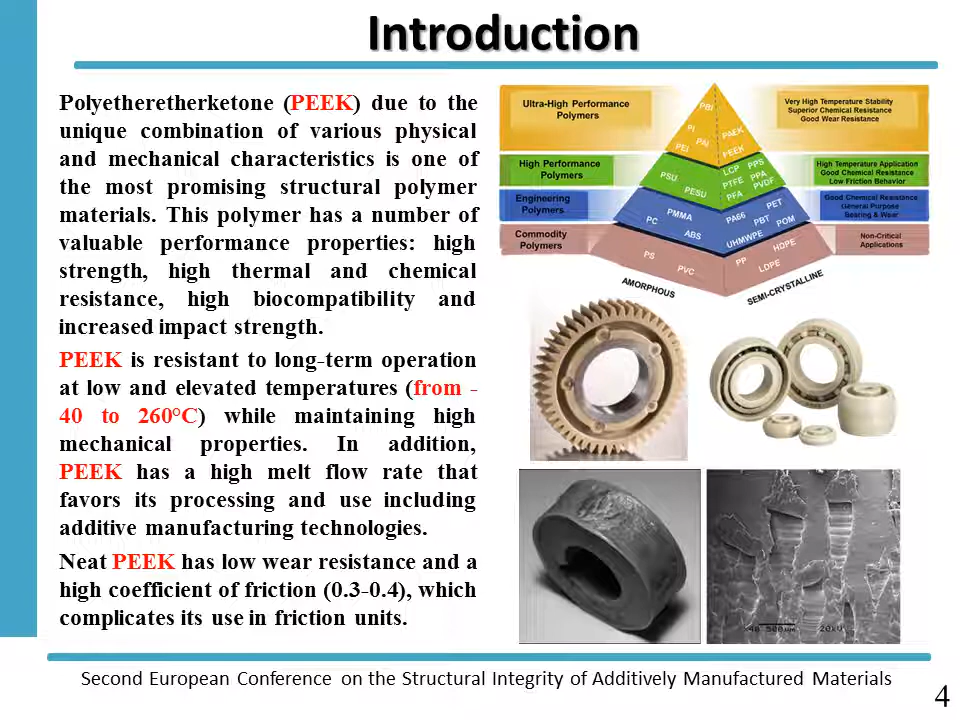 Introduction
Polyetheretherketone (PEEK) due to the
unique combination of various physical
and mechanical characteristics is one of
the most promising structural polymer
materials. This polymer has a number of
valuable performance properties: high
strength, high thermal and chemical
resistance, high biocompatibility and
increased impact strength.
PEEK is resistant to long-term operation
at low and elevated temperatures (from -
40 to 260°C) while maintaining high
mechanical properties. In addition,
PEEK has a high melt flow rate that
favors its processing and use including
additive manufacturing technologies.
Neat PEEK has low wear resistance and a
high coefficient of friction (0.3-0.4), which
complicates its use in friction units.
Ultra-High Performance
Polymers
PBI
PI
PAI
PEI
PAEK
PEEK
Very High Temperature Stability
Superior Chemical Resistance
Good Wear Resistance
High Performance
Polymers
PSU
PESU
LCP
PPS
PTFE
PPA
PFA
PVDF
High Temperature Application
Good Chemical Resistance
Low Friction Behavior
Engineering
Polymers
PMMA
PC
ABS
PET
PA66
PBT
POM
UHMWPE
Good Chemical Resistance
General Purpose
Bearing & Wear
Commodity
Polymers
PS
PVC
HDPE
PP
LDPE
Non-Critical
Applications
AMORPHOUS
SEMI-CRYSTALLINE
x40 500µm 20kV
Second European Conference on the Structural Integrity of Additively Manufactured Materials
4